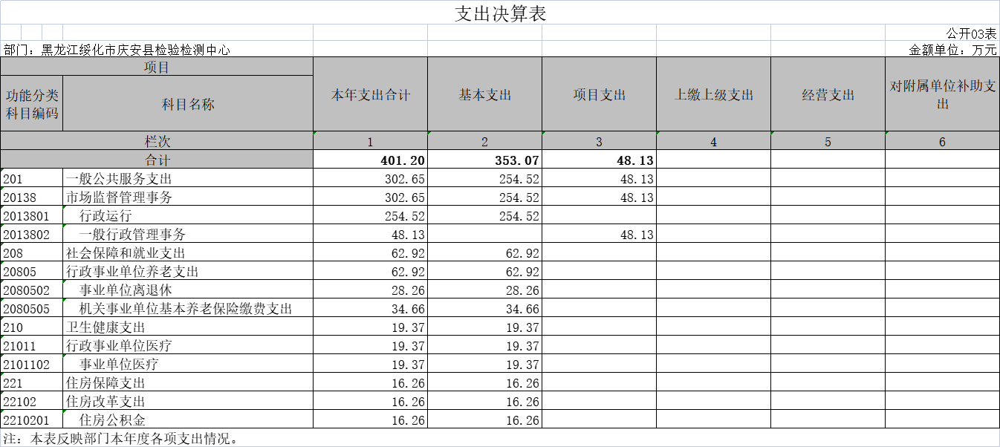 支出决算表
公开03表
部门：黑龙江绥化市庆安县检验检测中心 金额单位：万元
项目 本年支出合计 基本支出 项目支出 上缴上级支出 经营支出 对附属单位补助支出
功能分类科目编码 科目名称
栏次 1 2 3 4 5 6
合计 401.20 353.07 48.13
201 一般公共服务支出 302.65 254.52 48.13
20138 市场监督管理事务 302.65 254.52 48.13
2013801 行政运行 254.52 254.52
2013802 一般行政管理事务 48.13 48.13
208 社会保障和就业支出 62.92 62.92
20805 行政事业单位养老支出 62.92 62.92
2080502 事业单位离退休 28.26 28.26
2080505 机关事业单位基本养老保险缴费支出 34.66 34.66
210 卫生健康支出 19.37 19.37
21011 行政事业单位医疗 19.37 19.37
2101102 事业单位医疗 19.37 19.37
221 住房保障支出 16.26 16.26
22102 住房改革支出 16.26 16.26
2210201 住房公积金 16.26 16.26
注：本表反映部门本年度各项支出情况。